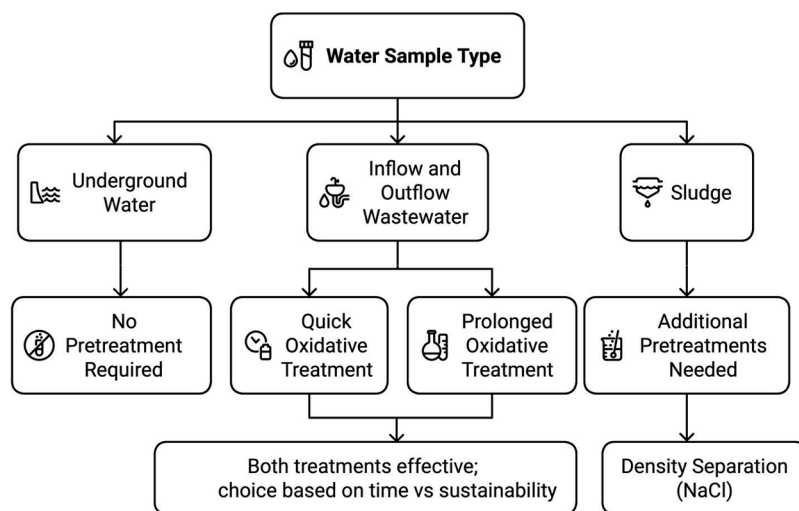 Water Sample Type
Underground
Water
Inflow and
Outflow
Wastewater
Sludge
No
Pretreatment
Required
Quick
Oxidative
Treatment
Prolonged
Oxidative
Treatment
Additional
Pretreatments
Needed
Both treatments effective;
choice based on time vs sustainability
Density Separation
(NaCl)